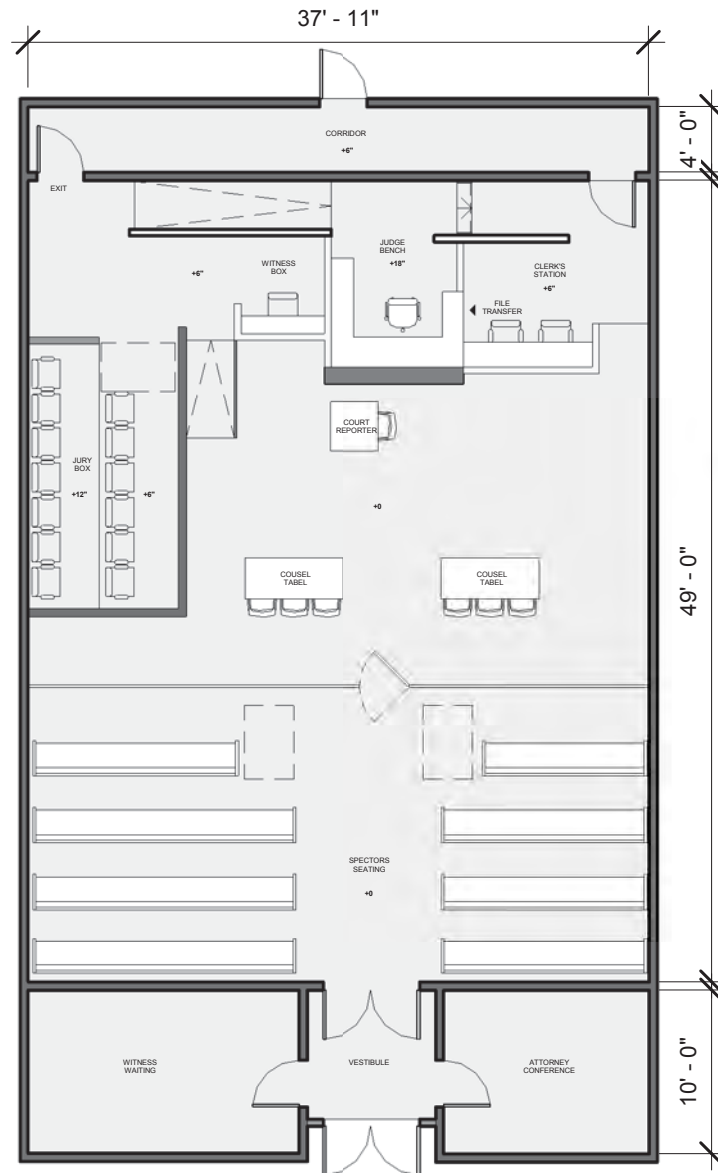 37' - 11"
CORRIDOR
+6"
4' - 0"
EXIT
JUDGE
BENCH
+18"
WITNESS
BOX
+6"
CLERK'S
STATION
+6"
FILE
TRANSFER
COURT
REPORTER
JURY
BOX
+12"
+6"
+0
COUSEL
TABEL
COUSEL
TABEL
49' - 0"
SPECTORS
SEATING
+0
WITNESS
WAITING
VESTIBULE
ATTORNEY
CONFERENCE
10' - 0"